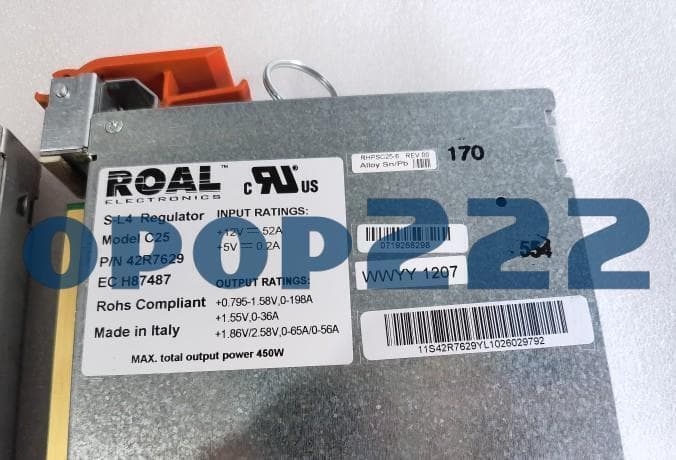 ROAL™
ELECTRONICS
C RU US
S-L4 Regulator
Model C25
P/N 42R7629
EC H87487
Rohs Compliant
Made in Italy
INPUT RATINGS:
+12V 52A
+5V 0.2A
OUTPUT RATINGS:
+0.795-1.58V,0-198A
+1.55V,0-36A
+1.86V/2.58V,0-65A/0-56A
MAX. total output power 450W
RHPSC25-6 REV.00
Alloy Sn/Pb
170
0719268298
554
WWYY 1207
11S42R7629YL1026029792
opop222